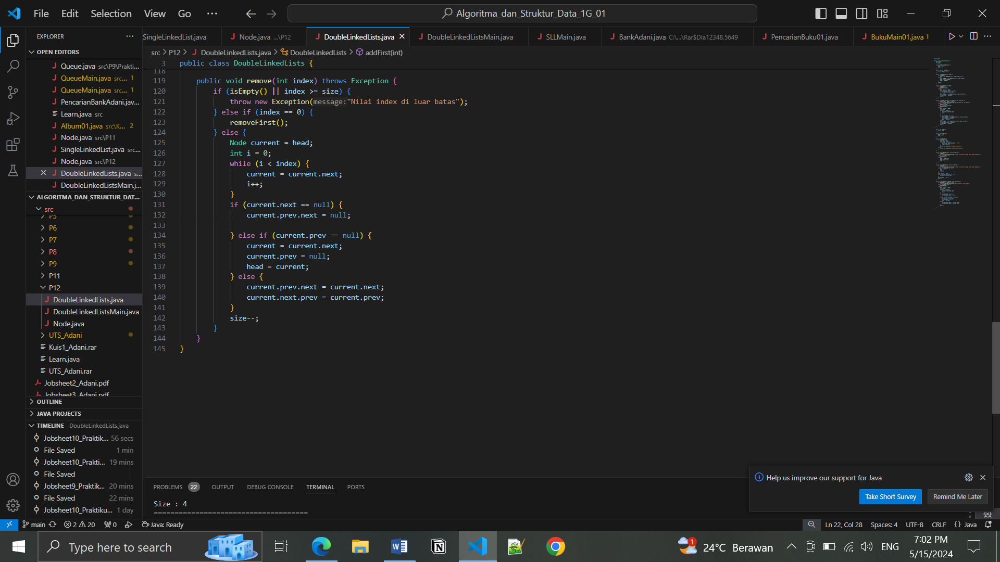 File Edit Selection View Go ··· Algoritma_dan_Struktur_Data_1G_01
EXPLORER ···
SingleLinkedList.java Node.java ...\P12 DoubleLinkedLists.java DoubleLinkedListsMain.java SLLMain.java BankAdani.java C:\...\Rar$DIa12348.5649 PencarianBuku01.java BukuMain01.java 1
src > P12 > DoubleLinkedLists.java > DoubleLinkedLists > addFirst(int)
OPEN EDITORS
Queue.java src\P9\Prakti...
QueueMain.java src... 1
QueueMain.java src... 1
PencarianBankAdani.jav...
Learn,java src
Album01.java src\K... 2
Node.java src\P11
SingleLinkedList.java src...
Node.java src\P12
DoubleLinkedLists.java s...
DoubleLinkedListsMain.j...
ALGORITMA_DAN_STRUKTUR_DAT...
src
P5
P6
P7
P8
P9
P11
P12
DoubleLinkedLists.java
DoubleLinkedListsMain.java
Node.java
UTS_Adani
Kuis1_Adani.rar
Learn,java
UTS_Adani.rar
Jobsheet2_Adani.pdf
Jobsheet3_Adani.pdf
OUTLINE
JAVA PROJECTS
TIMELINE DoubleLinkedLists.java
Jobsheet10_Praktik... 56 secs
File Saved 1 min
Jobsheet10_Prakti... 19 mins
File Saved
Jobsheet9_Praktik... 20 mins
File Saved 22 mins
Jobsheet10_Praktiku... 1 day
3 public class DoubleLinkedLists {
118
119 public void remove(int index) throws Exception {
120 if (isEmpty() || index >= size) {
121 throw new Exception(message:"Nilai index di luar batas");
122 } else if (index == 0) {
123 removeFirst();
124 } else {
125 Node current = head;
126 int i = 0;
127 while (i < index) {
128 current = current.next;
129 i++;
130 }
131 if (current.next == null) {
132 current.prev.next = null;
133
134 } else if (current.prev == null) {
135 current = current.next;
136 current.prev = null;
137 head = current;
138 } else {
139 current.prev.next = current.next;
140 current.next.prev = current.prev;
141 }
142 size--;
143 }
144 }
145 }
PROBLEMS 22 OUTPUT DEBUG CONSOLE TERMINAL PORTS
Size : 4
=====================================
Help us improve our support for Java
Take Short Survey Remind Me Later
main 2 20 0 Java: Ready Ln 22, Col 28 Spaces: 4 UTF-8 CRLF {} Java
Type here to search
1 24°C Berawan ENG 7:02 PM
5/15/2024